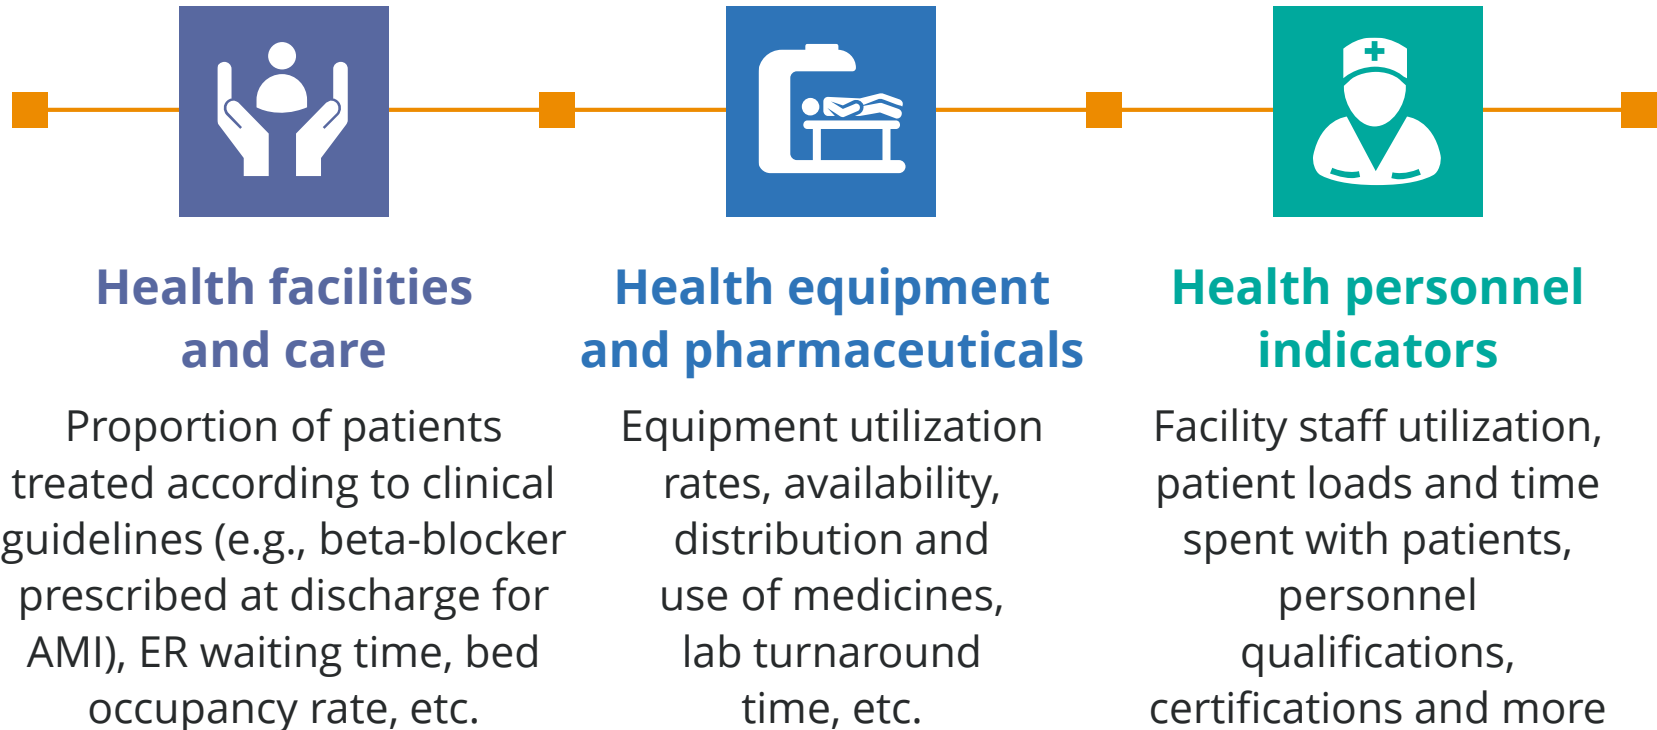 Health facilities
and care
Proportion of patients
treated according to clinical
guidelines (e.g., beta-blocker
prescribed at discharge for
AMI), ER waiting time, bed
occupancy rate, etc.
Health equipment
and pharmaceuticals
Equipment utilization
rates, availability,
distribution and
use of medicines,
lab turnaround
time, etc.
Health personnel
indicators
Facility staff utilization,
patient loads and time
spent with patients,
personnel
qualifications,
certifications and more